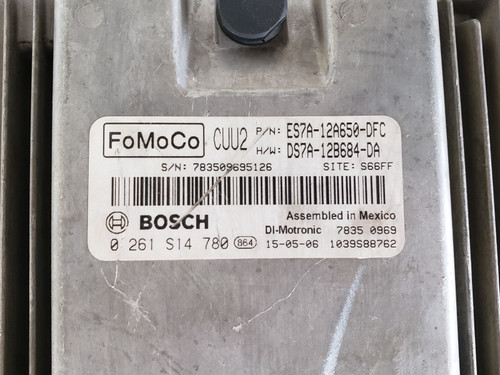 FoMoCo CUU2 P/N: ES7A-12A650-DFC
H/W: DS7A-12B684-DA
S/N: 783509695126 SITE: S66FF
BOSCH Assembled in Mexico
DI-Motronic 7835 0969
0 261 S14 780 864 15-05-06 1039S88762